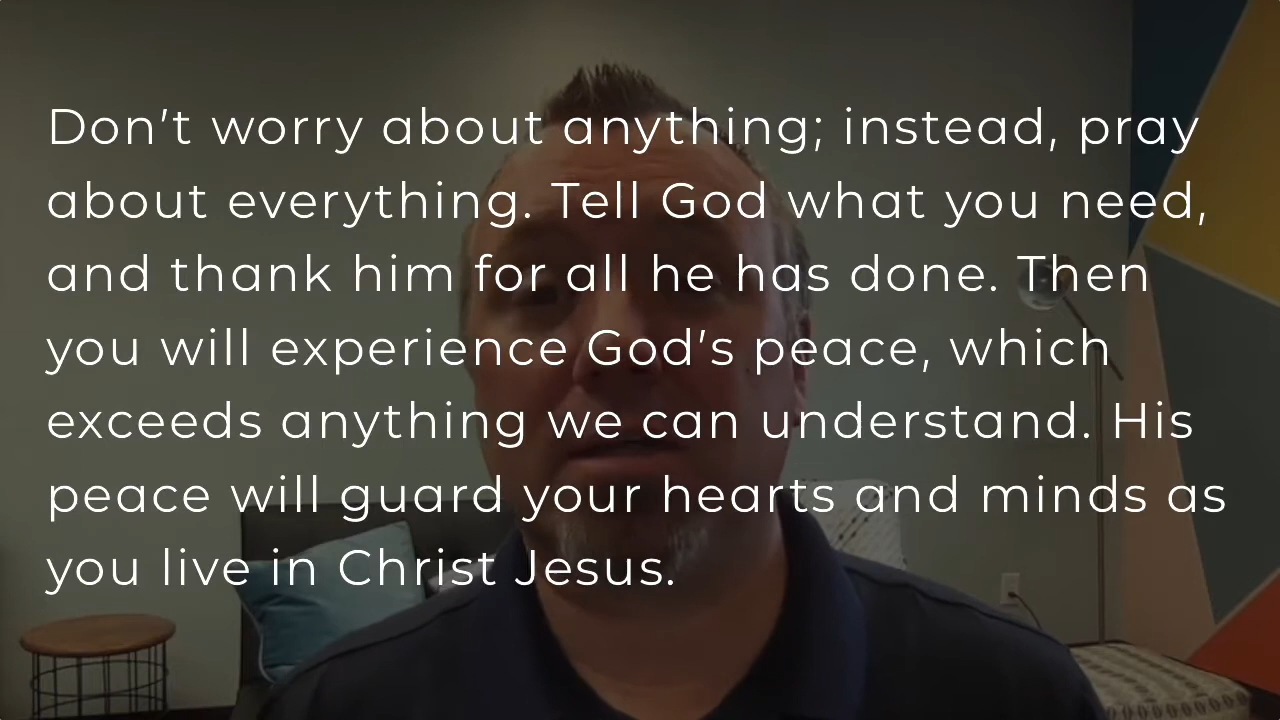 Don’t worry about anything; instead, pray
about everything. Tell God what you need,
and thank him for all he has done. Then
you will experience God’s peace, which
exceeds anything we can understand. His
peace will guard your hearts and minds as
you live in Christ Jesus.